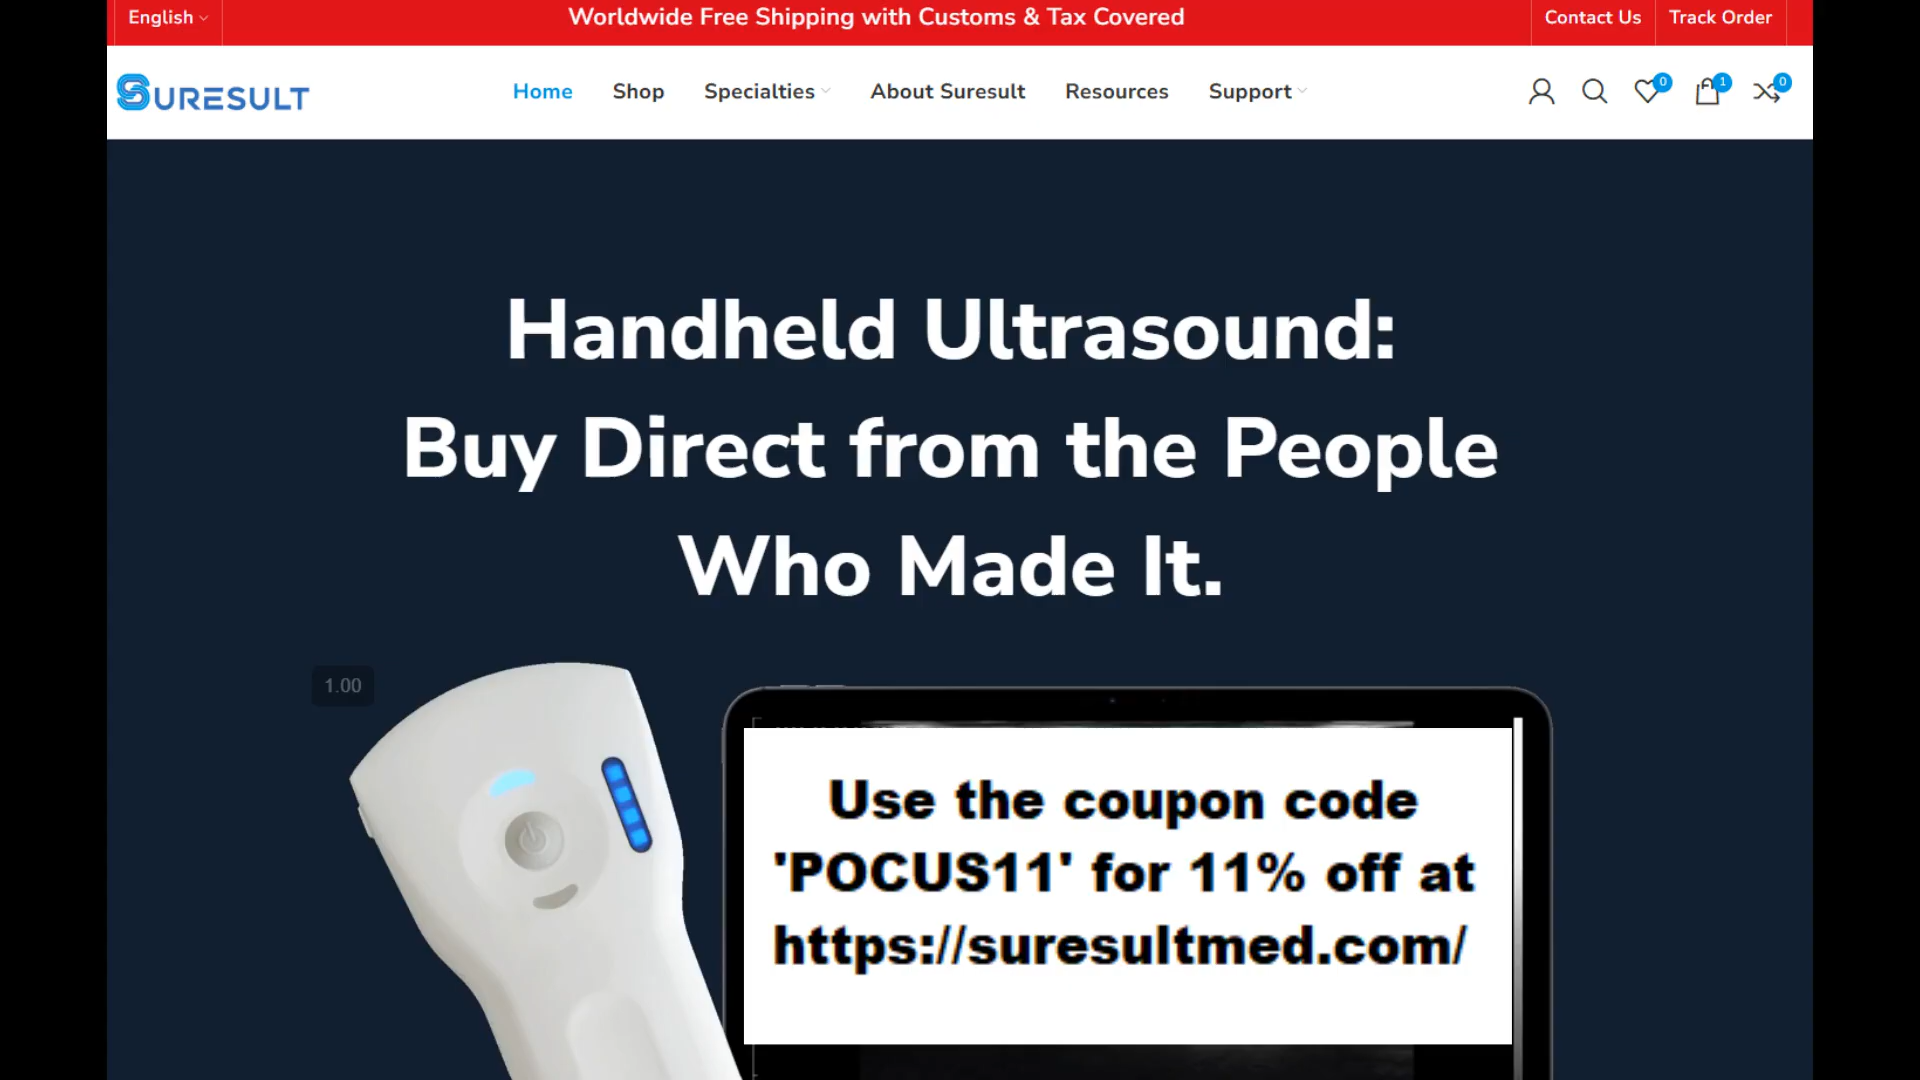 English
Worldwide Free Shipping with Customs & Tax Covered
Contact Us
Track Order
SURESULT
Home
Shop
Specialties
About Suresult
Resources
Support
0
1
0
Handheld Ultrasound:
Buy Direct from the People
Who Made It.
1.00
Use the coupon code
'POCUS11' for 11% off at
https://suresultmed.com/